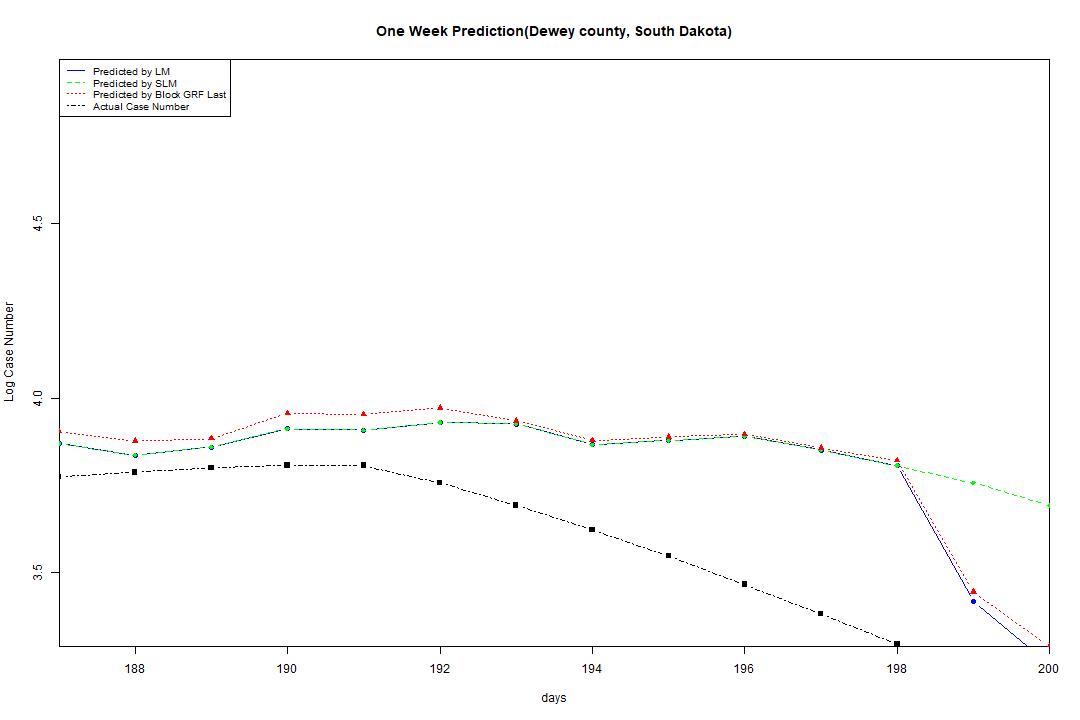 One Week Prediction(Dewey county, South Dakota)
Predicted by LM
Predicted by SLM
Predicted by Block GRF Last
Actual Case Number
4.5
4.0
3.5
Log Case Number
188 190 192 194 196 198 200
days